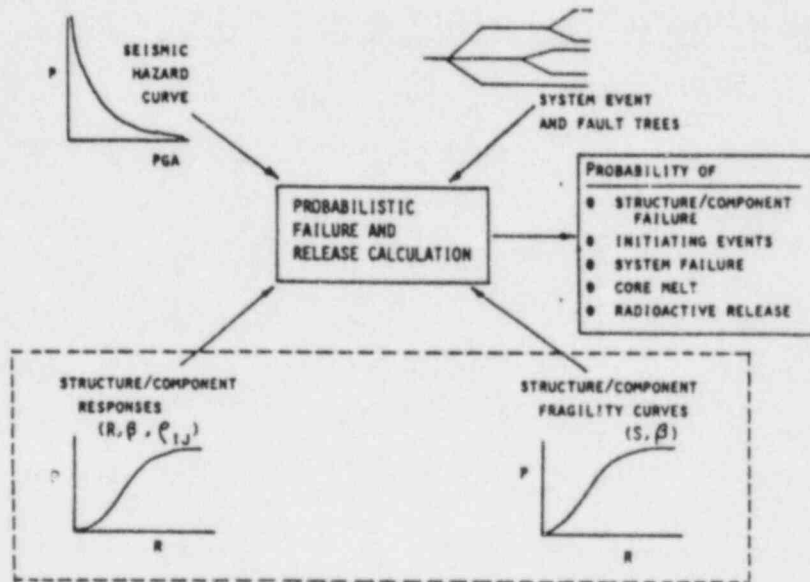 SEISMIC
HAZARD
CURVE
P
PGA
SYSTEM EVENT
AND FAULT TREES
PROBABILISTIC
FAILURE AND
RELEASE CALCULATION
PROBABILITY OF
STRUCTURE/COMPONENT
FAILURE
INITIATING EVENTS
SYSTEM FAILURE
CORE MELT
RADIOACTIVE RELEASE
STRUCTURE/COMPONENT
RESPONSES
(R, β, ρIJ)
R
STRUCTURE/COMPONENT
FRAGILITY CURVES
(S, β)
P
R